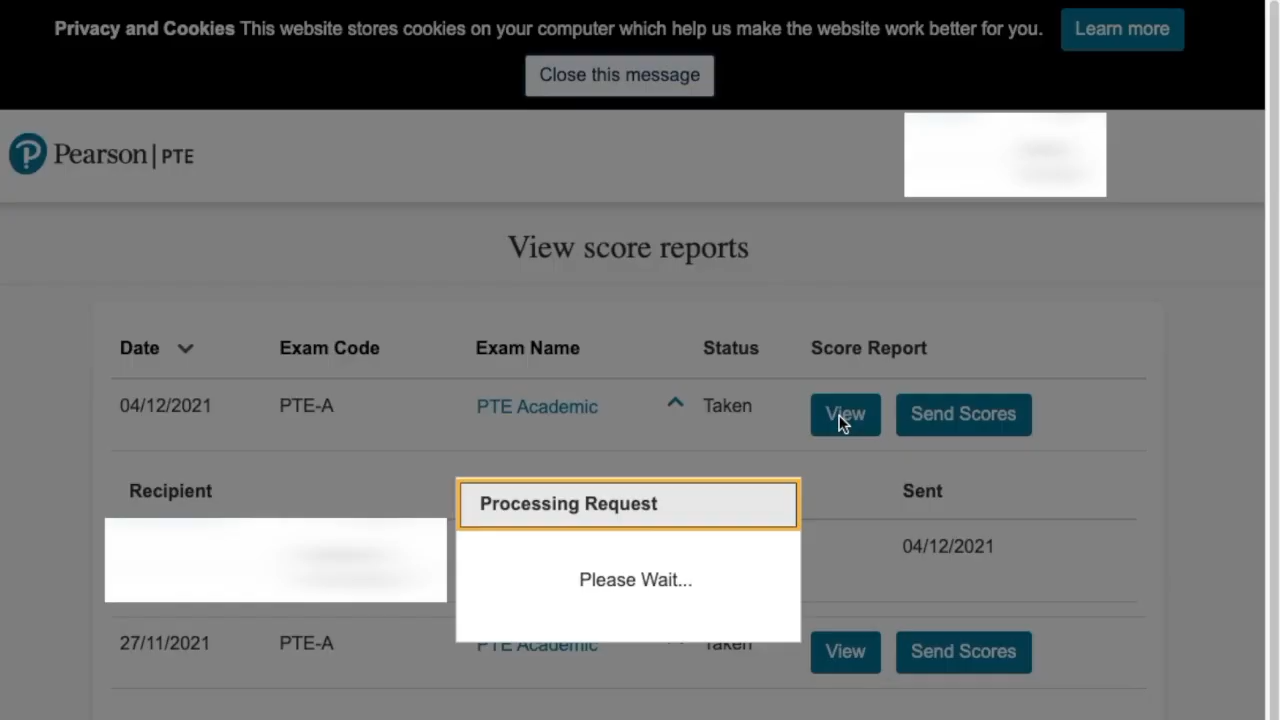 Privacy and Cookies This website stores cookies on your computer which help us make the website work better for you. Learn more
Close this message
Pearson | PTE
View score reports
Date Exam Code Exam Name Status Score Report
04/12/2021 PTE-A PTE Academic Taken View Send Scores
Recipient Sent
Processing Request
04/12/2021
Please Wait...
27/11/2021 PTE-A PTE Academic Taken View Send Scores